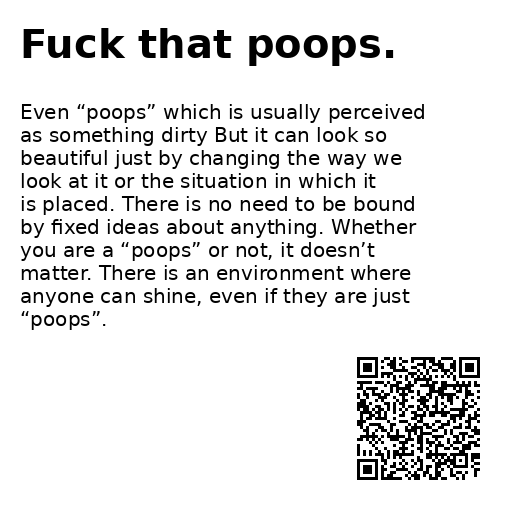 Fuck that poops.
Even “poops” which is usually perceived
as something dirty But it can look so
beautiful just by changing the way we
look at it or the situation in which it
is placed. There is no need to be bound
by fixed ideas about anything. Whether
you are a “poops” or not, it doesn’t
matter. There is an environment where
anyone can shine, even if they are just
“poops”.